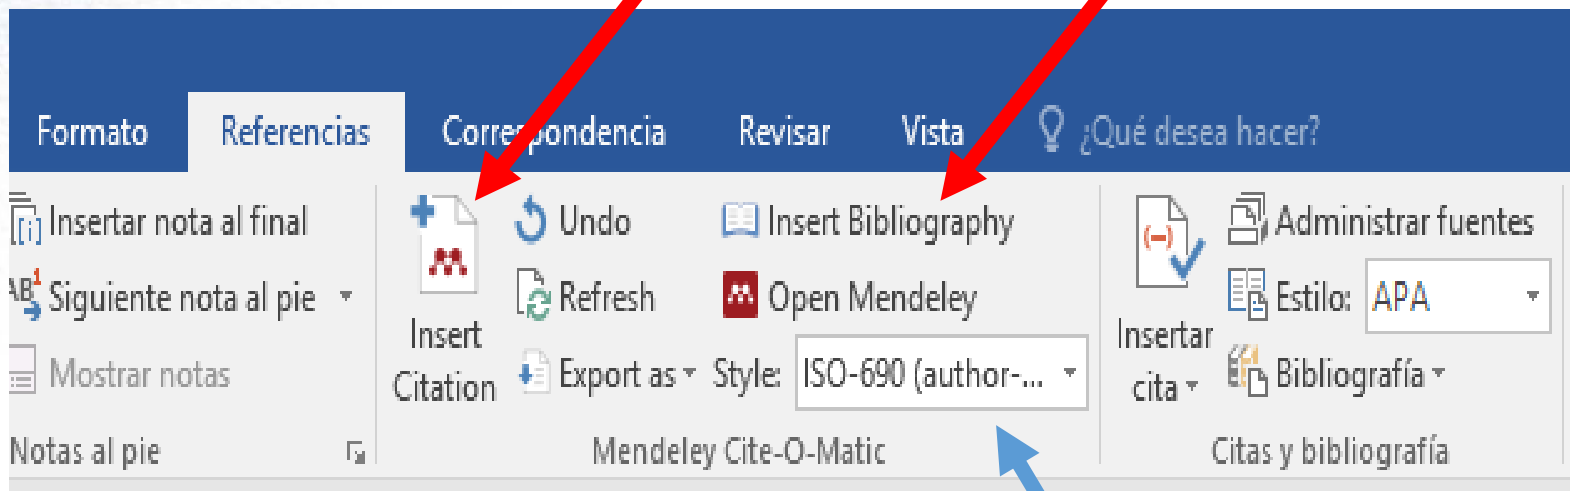 Formato Referencias Correspondencia Revisar Vista ¿Qué desea hacer?
[i] Insertar nota al final
AB1 Siguiente nota al pie
Mostrar notas
Notas al pie
Insert
Citation
Undo
Refresh
Export as
Insert Bibliography
Open Mendeley
Style: ISO-690 (author-...
Mendeley Cite-O-Matic
Insertar
cita
(-)
Administrar fuentes
Estilo: APA
Bibliografía
Citas y bibliografía